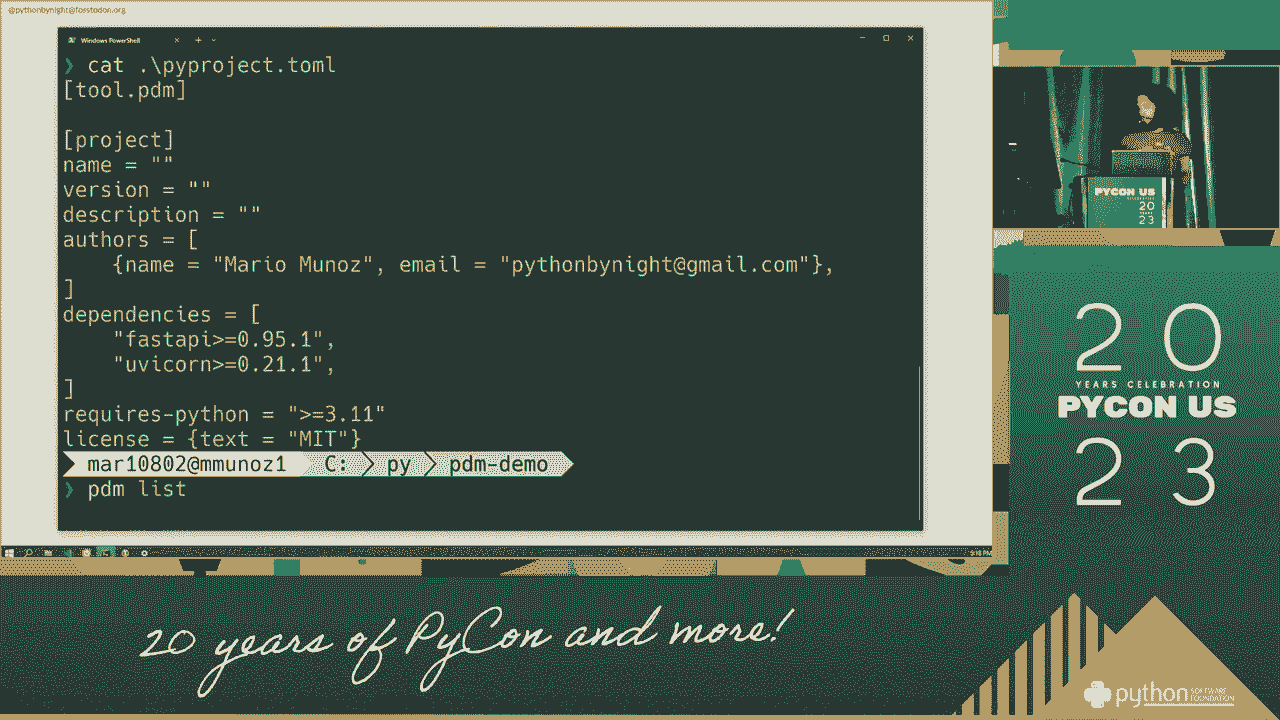 @pythonbynight@fosstodon.org
Windows PowerShell
❯ cat .\pyproject.toml
[tool.pdm]
[project]
name = ""
version = ""
description = ""
authors = [
    {name = "Mario Munoz", email = "pythonbynight@gmail.com"},
]
dependencies = [
    "fastapi>=0.95.1",
    "uvicorn>=0.21.1",
]
requires-python = ">=3.11"
license = {text = "MIT"}
mar10802@mmunoz1 C: py pdm-demo
❯ pdm list
PYCON US
20
23
20
YEARS CELEBRATION
PYCON US
23
20 years of PyCon and more!
python SOFTWARE FOUNDATION